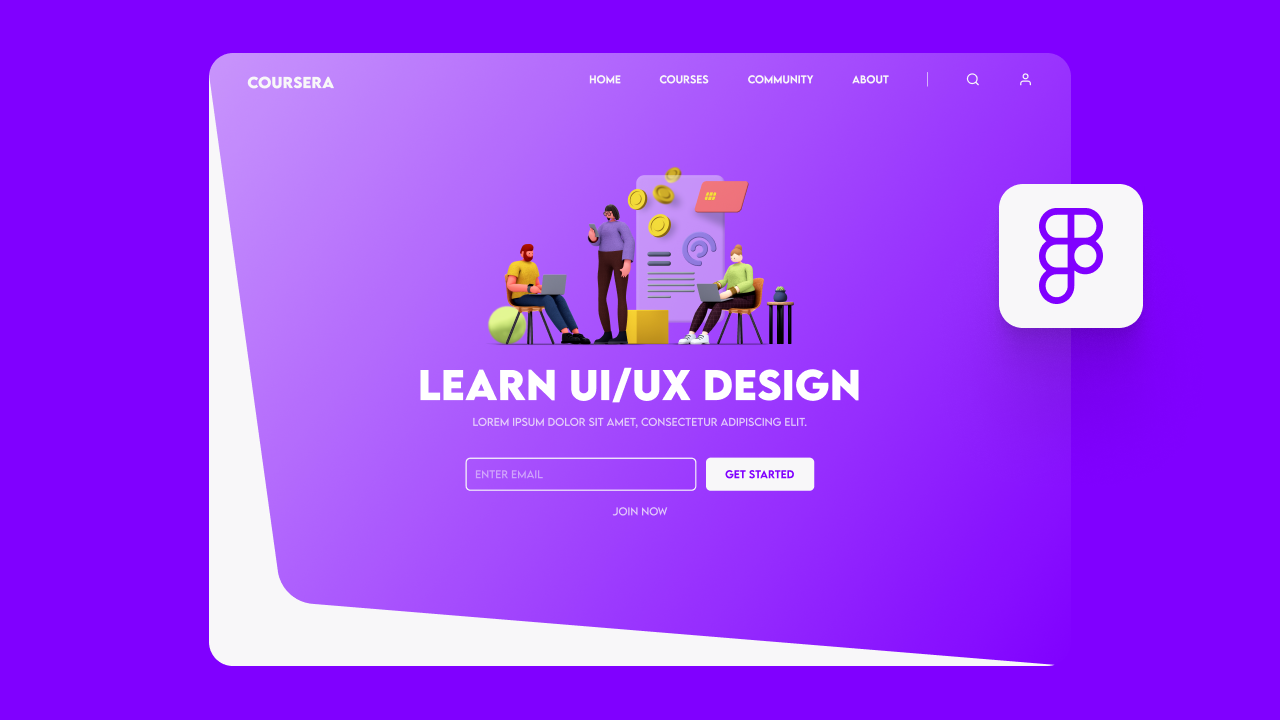 COURSERA
HOME COURSES COMMUNITY ABOUT
LEARN UI/UX DESIGN
LOREM IPSUM DOLOR SIT AMET, CONSECTETUR ADIPISCING ELIT.
ENTER EMAIL
GET STARTED
JOIN NOW